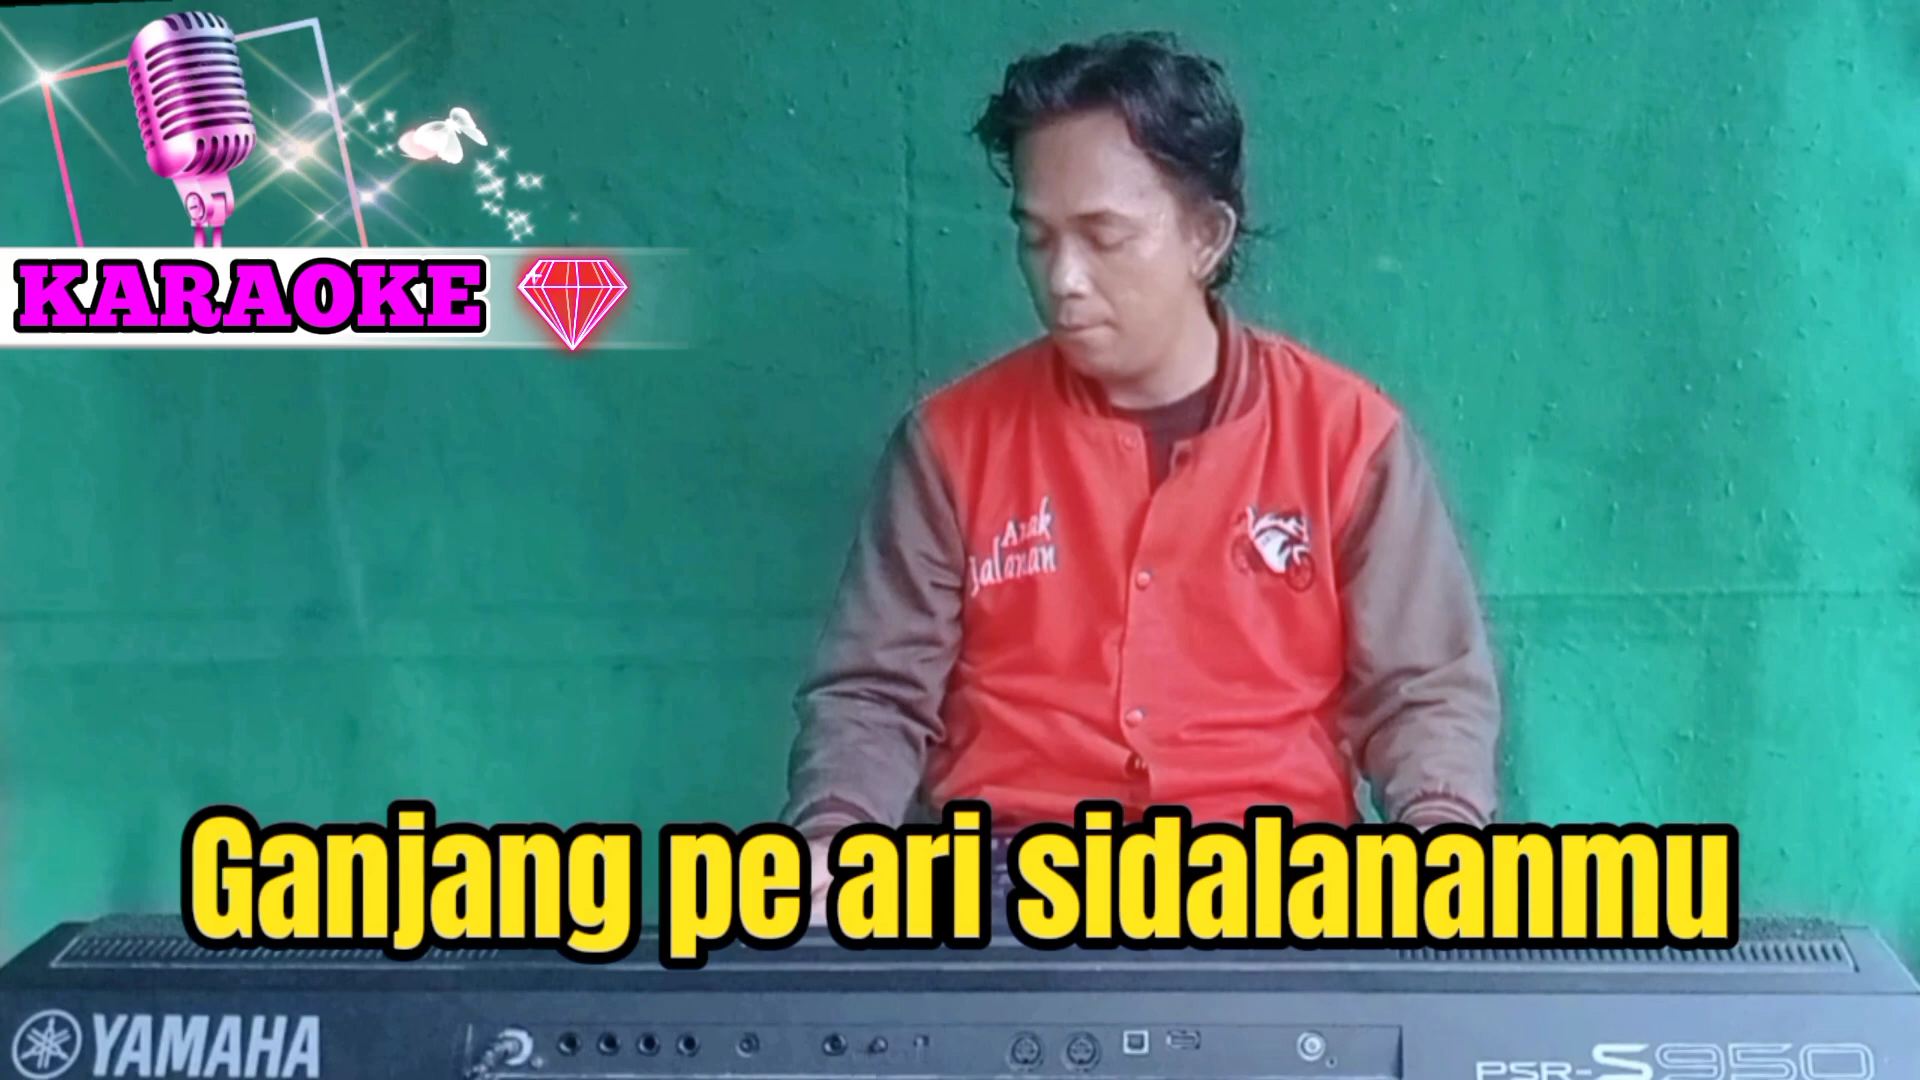 KARAOKE
Anak
Jalanan
Ganjang pe ari sidalananmu
YAMAHA
PSR-S950